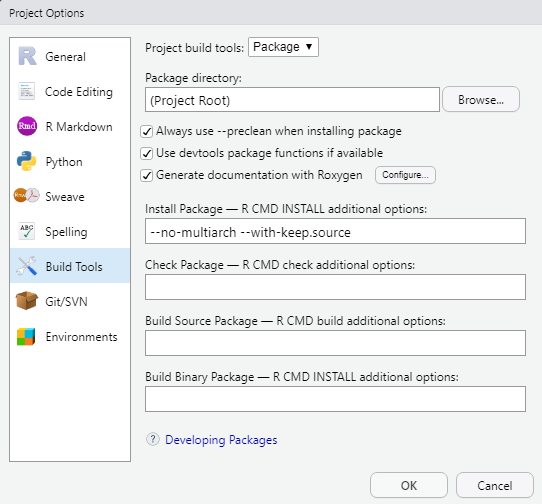 Project Options
General
Code Editing
R Markdown
Python
Sweave
Spelling
Build Tools
Git/SVN
Environments
Project build tools: Package
Package directory:
(Project Root)
Browse...
Always use --preclean when installing package
Use devtools package functions if available
Generate documentation with Roxygen
Configure...
Install Package — R CMD INSTALL additional options:
--no-multiarch --with-keep.source
Check Package — R CMD check additional options:
Build Source Package — R CMD build additional options:
Build Binary Package — R CMD INSTALL additional options:
? Developing Packages
OK
Cancel
R
Rmd
ABC